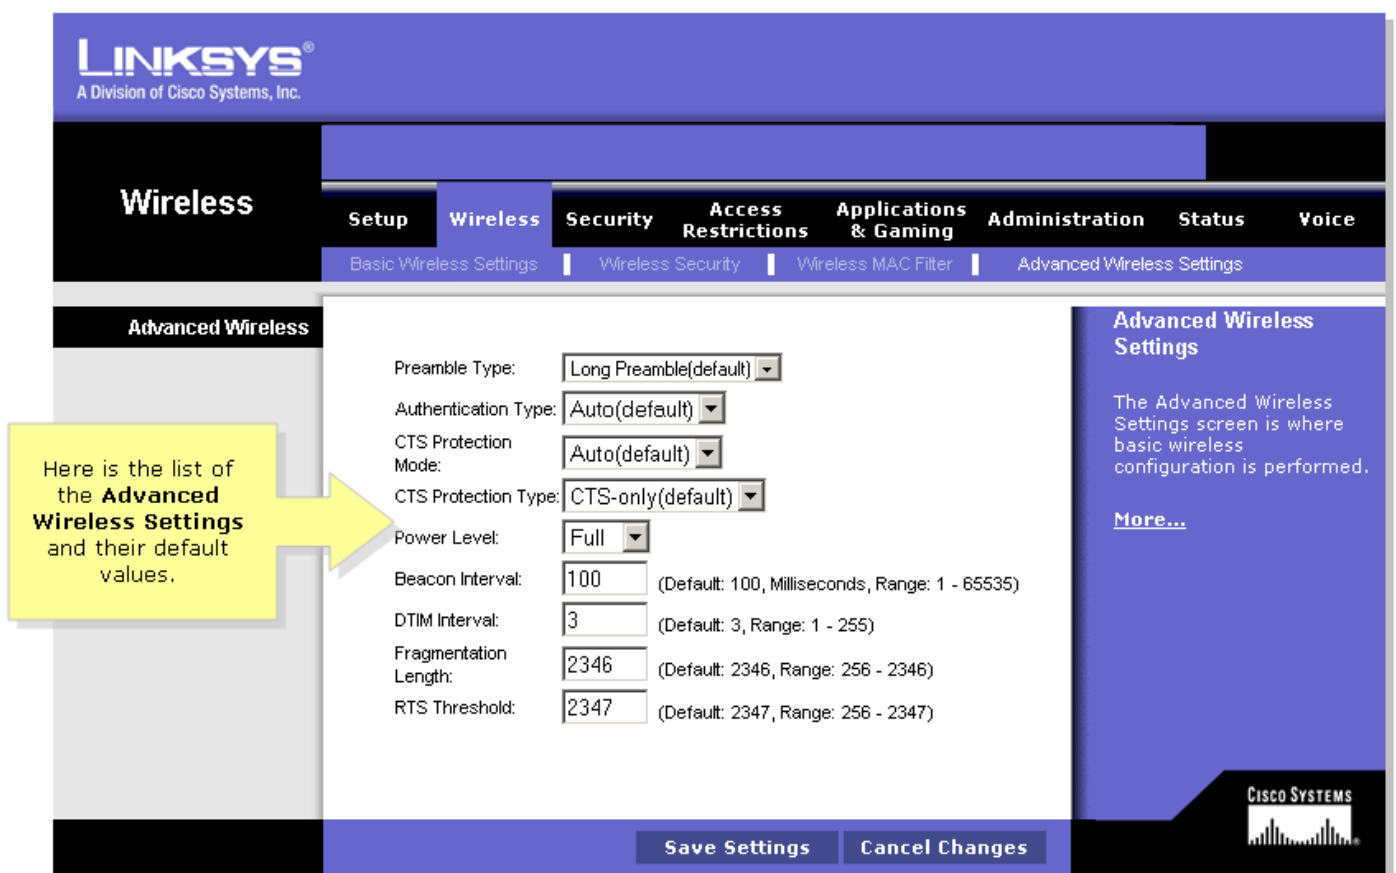 LINKSYS®
A Division of Cisco Systems, Inc.
Wireless
Setup
Wireless
Security
Access
Restrictions
Applications
& Gaming
Administration
Status
Voice
Basic Wireless Settings
Wireless Security
Wireless MAC Filter
Advanced Wireless Settings
Advanced Wireless
Preamble Type: Long Preamble(default)
Authentication Type: Auto(default)
CTS Protection
Mode: Auto(default)
CTS Protection Type: CTS-only(default)
Power Level: Full
Beacon Interval: 100 (Default: 100, Milliseconds, Range: 1 - 65535)
DTIM Interval: 3 (Default: 3, Range: 1 - 255)
Fragmentation
Length: 2346 (Default: 2346, Range: 256 - 2346)
RTS Threshold: 2347 (Default: 2347, Range: 256 - 2347)
Here is the list of
the Advanced
Wireless Settings
and their default
values.
Advanced Wireless
Settings
The Advanced Wireless
Settings screen is where
basic wireless
configuration is performed.
More...
Save Settings
Cancel Changes
CISCO SYSTEMS